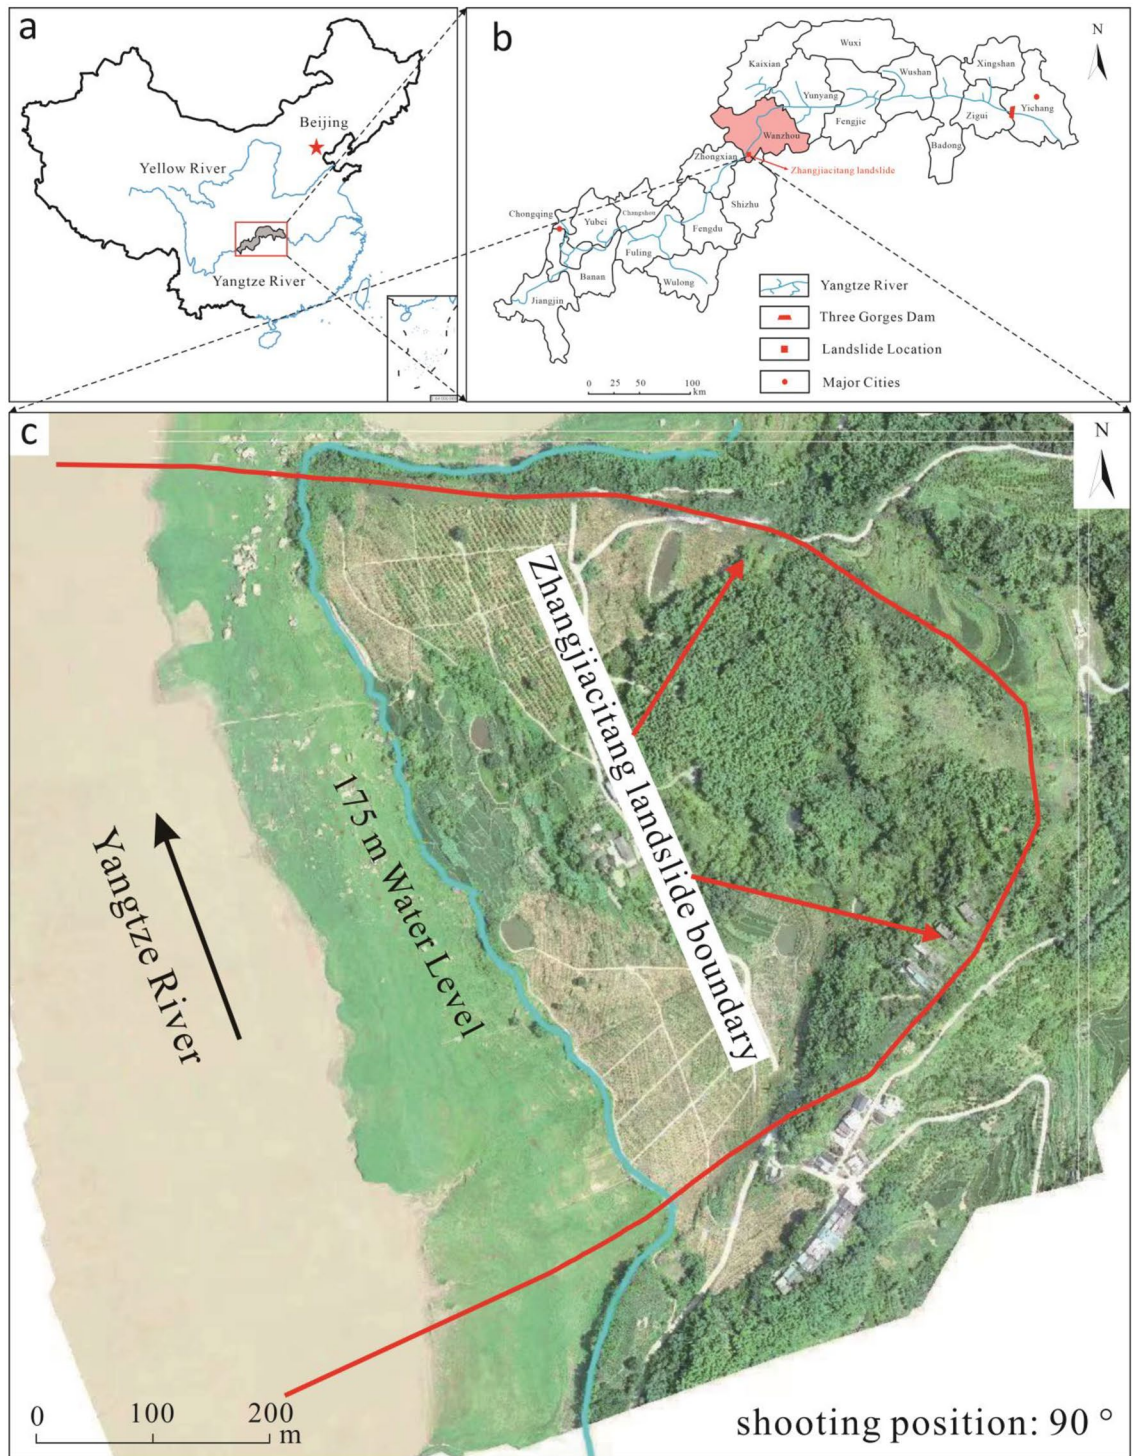 a
Beijing
Yellow River
Yangtze River
b
N
Wuxi
Kaixian
Wushan
Xingshan
Yunyang
Yichang
Fengjie
Zigui
Wanzhou
Badong
Zhongxian
Zhangjiacitang landslide
Shizhu
Chongqing
Yubei
Changshou
Fengdu
Fuling
Banan
Wulong
Jiangjin
Yangtze River
Three Gorges Dam
Landslide Location
Major Cities
0 25 50 100
km
c
N
Zhangjiacitang landslide boundary
175 m Water Level
Yangtze River
0 100 200
m
shooting position: 90 °